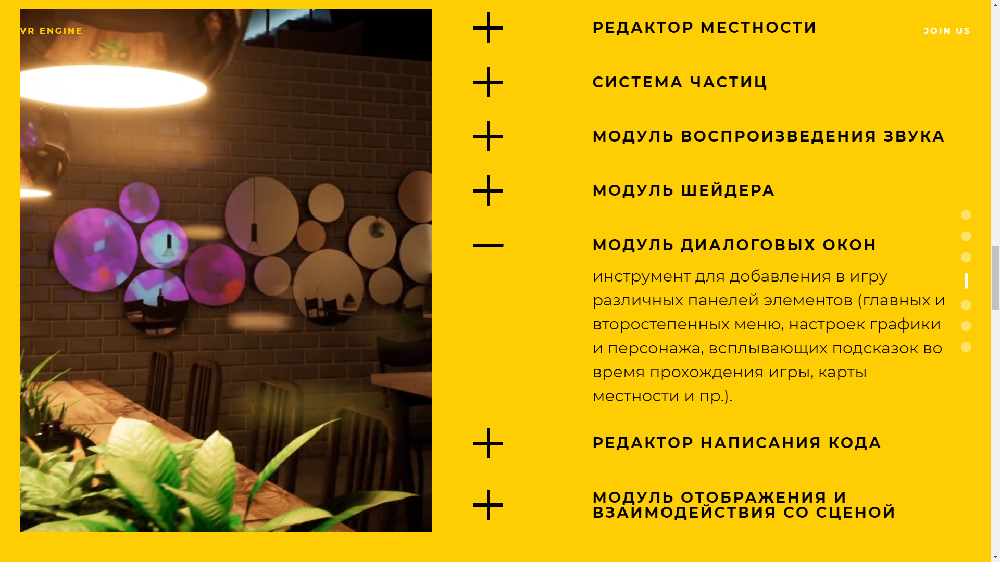 VR ENGINE
JOIN US
РЕДАКТОР МЕСТНОСТИ
СИСТЕМА ЧАСТИЦ
МОДУЛЬ ВОСПРОИЗВЕДЕНИЯ ЗВУКА
МОДУЛЬ ШЕЙДЕРА
МОДУЛЬ ДИАЛОГОВЫХ ОКОН
инструмент для добавления в игру
различных панелей элементов (главных и
второстепенных меню, настроек графики
и персонажа, всплывающих подсказок во
время прохождения игры, карты
местности и пр.).
РЕДАКТОР НАПИСАНИЯ КОДА
МОДУЛЬ ОТОБРАЖЕНИЯ И
ВЗАИМОДЕЙСТВИЯ СО СЦЕНОЙ